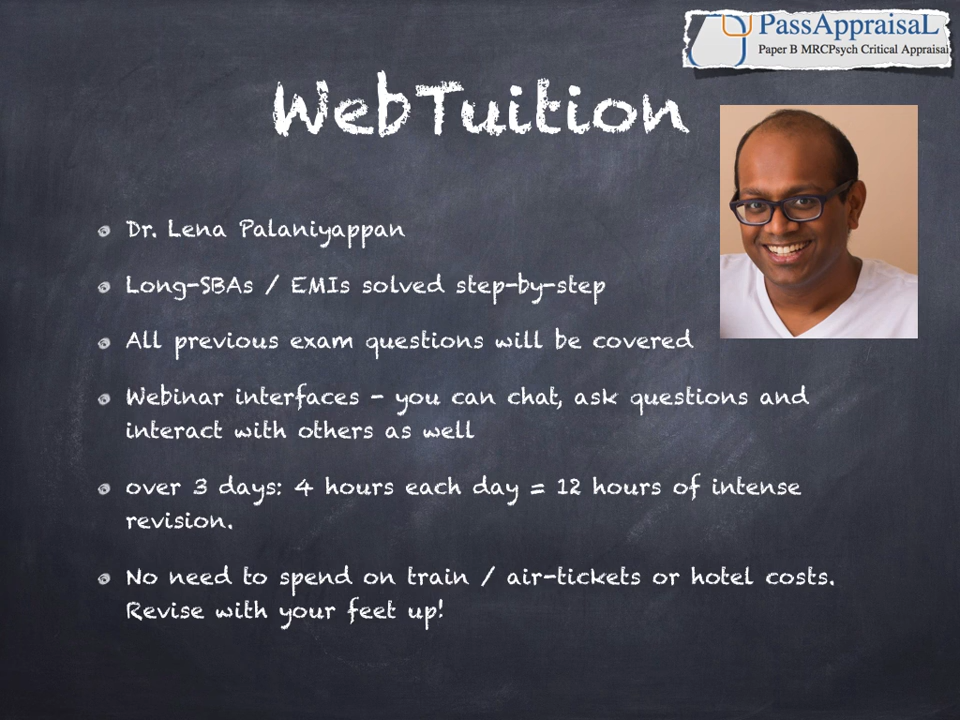 PassAppraisaL
Paper B MRCPsych Critical Appraisal
WebTuition
Dr. Lena Palaniyappan
Long-SBAs / EMIs solved step-by-step
All previous exam questions will be covered
Webinar interfaces - you can chat, ask questions and
interact with others as well
over 3 days: 4 hours each day = 12 hours of intense
revision.
No need to spend on train / air-tickets or hotel costs.
Revise with your feet up!